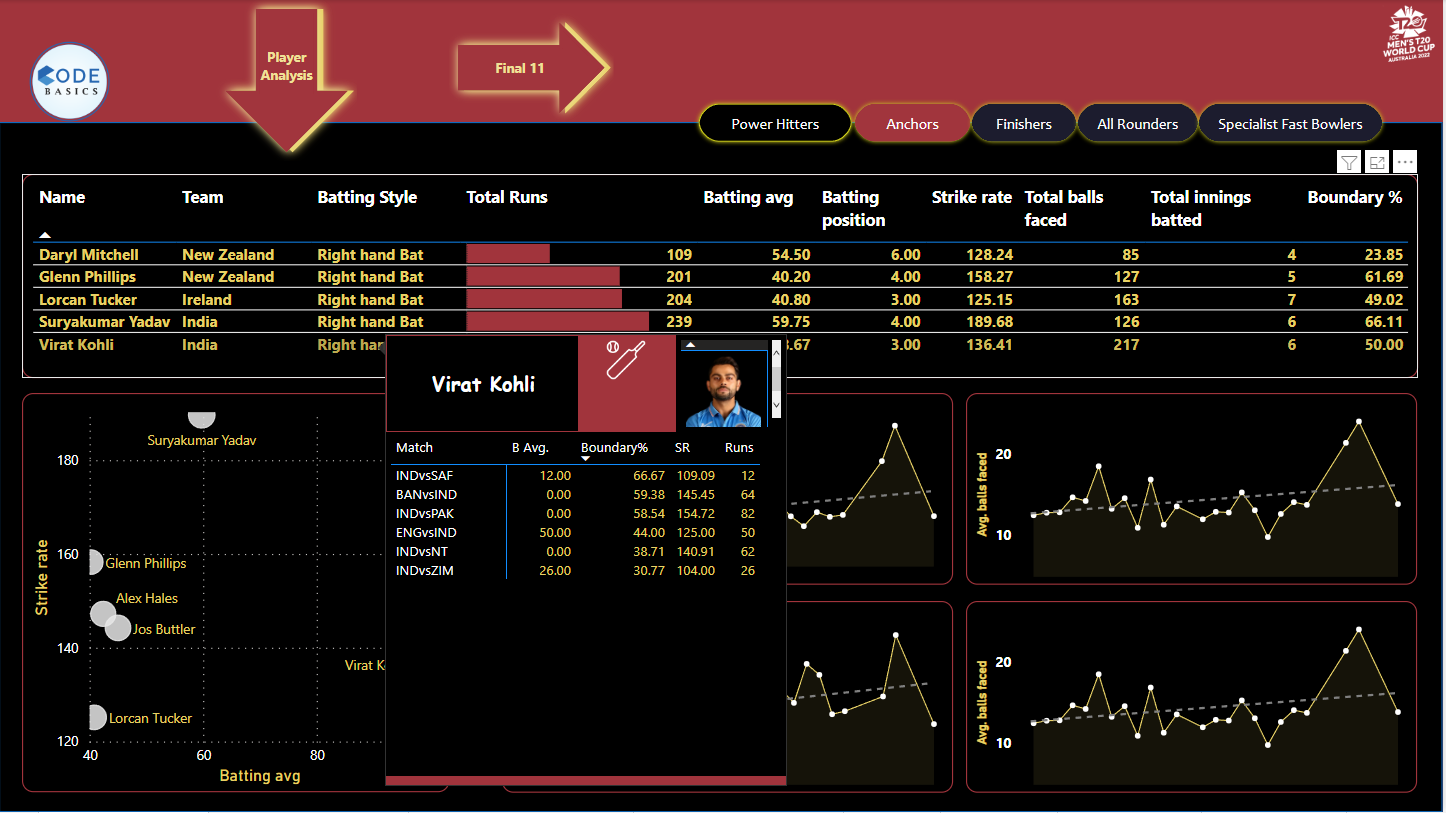 CODE
BASICS
Player
Analysis
Final 11
ICC
MEN'S T20
WORLD CUP
AUSTRALIA 2022
Power Hitters
Anchors
Finishers
All Rounders
Specialist Fast Bowlers
Name Team Batting Style Total Runs Batting avg Batting position Strike rate Total balls faced Total innings batted Boundary %
Daryl Mitchell New Zealand Right hand Bat 109 54.50 6.00 128.24 85 4 23.85
Glenn Phillips New Zealand Right hand Bat 201 40.20 4.00 158.27 127 5 61.69
Lorcan Tucker Ireland Right hand Bat 204 40.80 3.00 125.15 163 7 49.02
Suryakumar Yadav India Right hand Bat 239 59.75 4.00 189.68 126 6 66.11
Virat Kohli India Right har .67 3.00 136.41 217 6 50.00
Virat Kohli
Match B Avg. Boundary% SR Runs
INDvsSAF 12.00 66.67 109.09 12
BANvsIND 0.00 59.38 145.45 64
INDvsPAK 0.00 58.54 154.72 82
ENGvsIND 50.00 44.00 125.00 50
INDvsNT 0.00 38.71 140.91 62
INDvsZIM 26.00 30.77 104.00 26
Strike rate
180
160
140
120
Suryakumar Yadav
Glenn Phillips
Alex Hales
Jos Buttler
Virat K
Lorcan Tucker
40 60 80
Batting avg
Avg. balls faced
20
10
Avg. balls faced
20
10